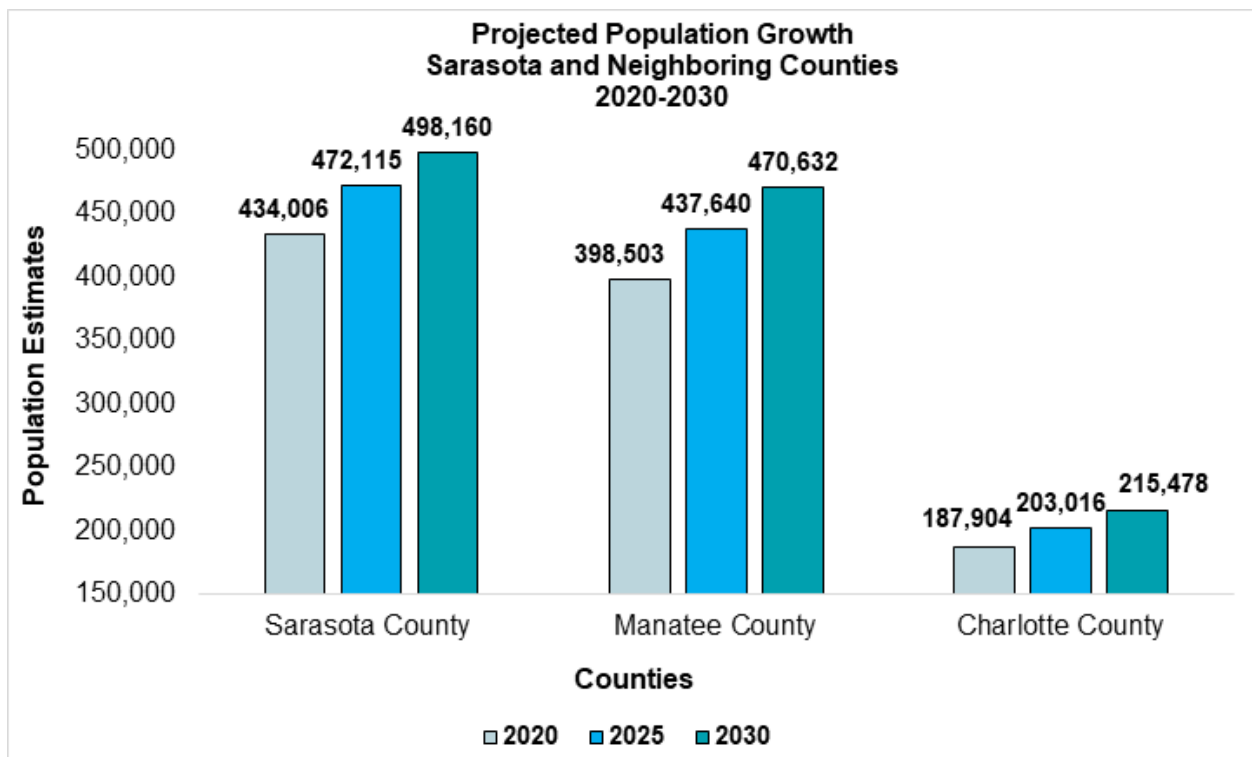 Projected Population Growth
Sarasota and Neighboring Counties
2020-2030
Population Estimates
500,000
450,000
400,000
350,000
300,000
250,000
200,000
150,000
434,006
472,115
498,160
398,503
437,640
470,632
187,904
203,016
215,478
Sarasota County
Manatee County
Charlotte County
Counties
2020 2025 2030